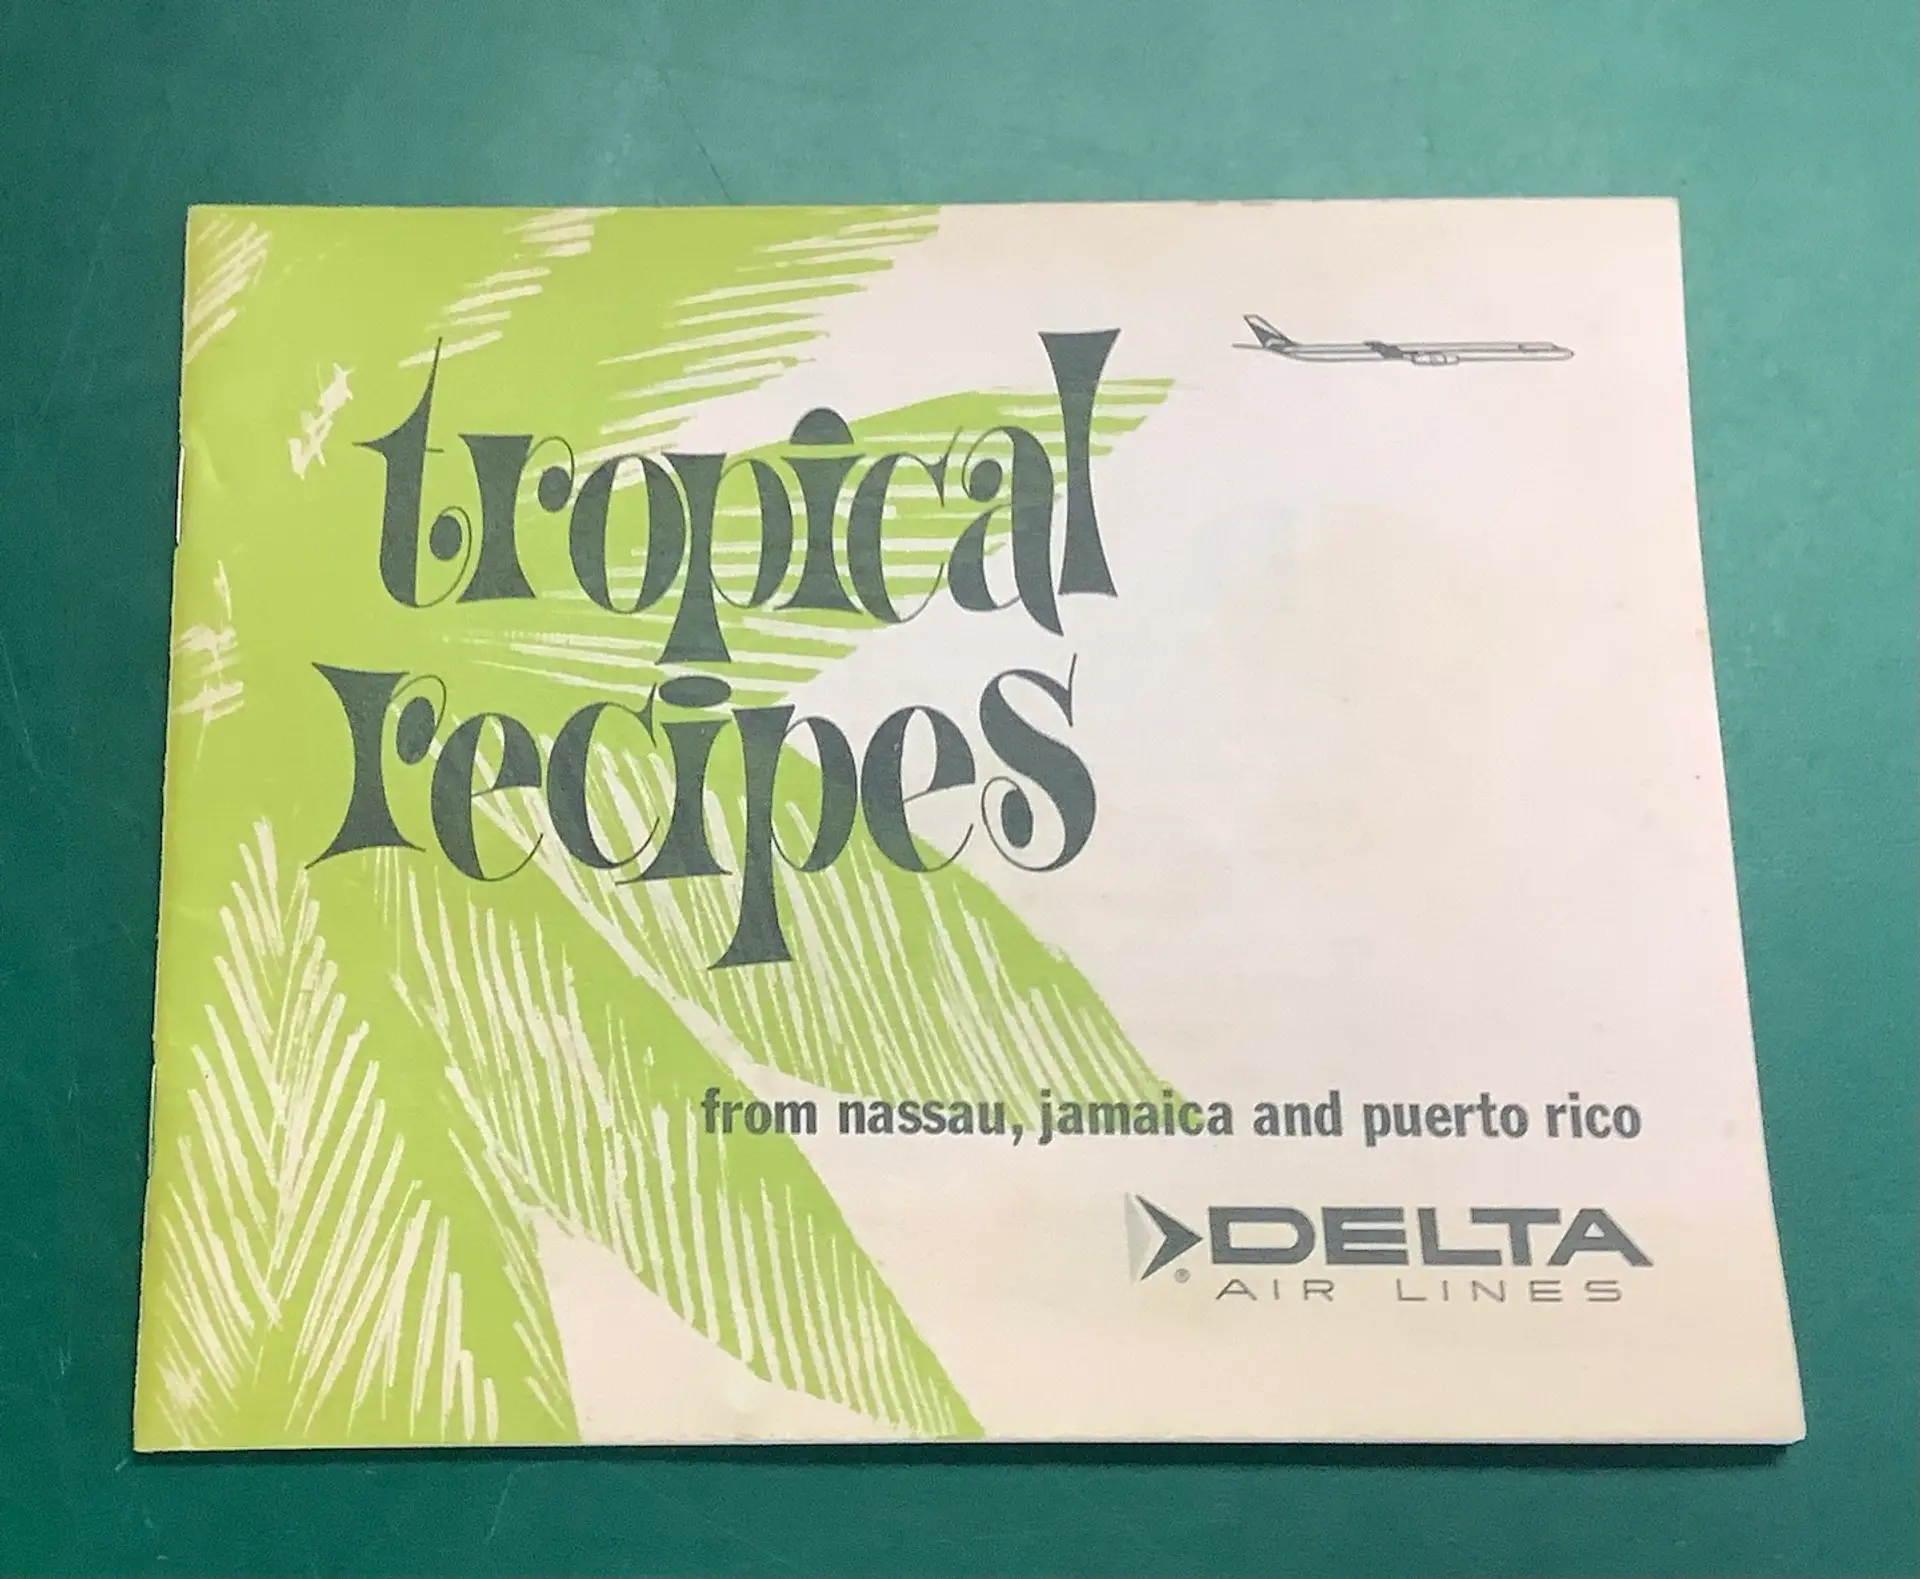 tropical
recipes
from nassau, jamaica and puerto rico
DELTA
®
AIR LINES